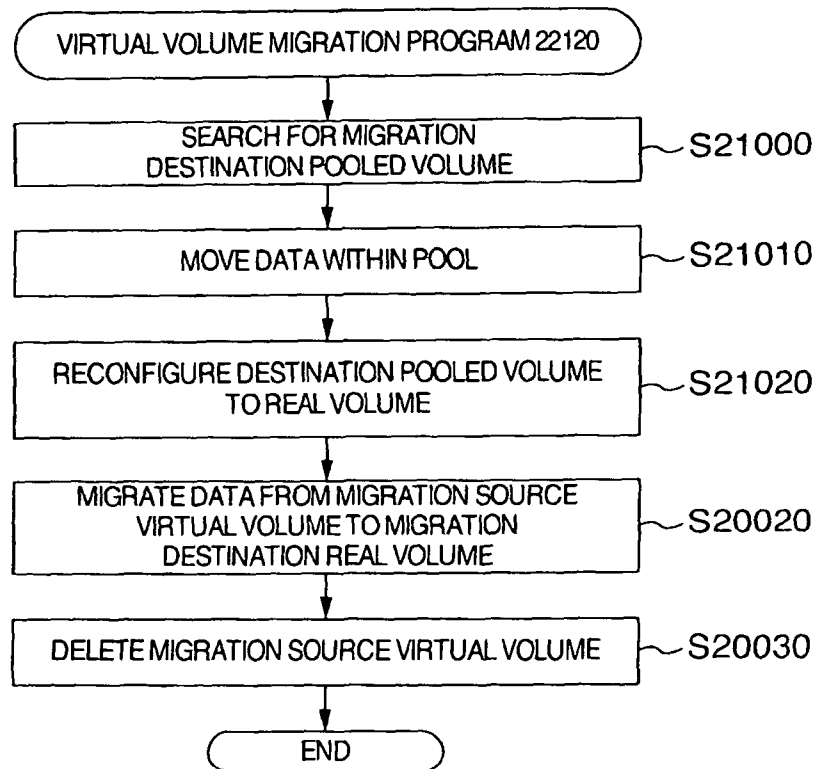 VIRTUAL VOLUME MIGRATION PROGRAM 22120
SEARCH FOR MIGRATION
DESTINATION POOLED VOLUME
S21000
MOVE DATA WITHIN POOL
S21010
RECONFIGURE DESTINATION POOLED VOLUME
TO REAL VOLUME
S21020
MIGRATE DATA FROM MIGRATION SOURCE
VIRTUAL VOLUME TO MIGRATION
DESTINATION REAL VOLUME
S20020
DELETE MIGRATION SOURCE VIRTUAL VOLUME
S20030
END